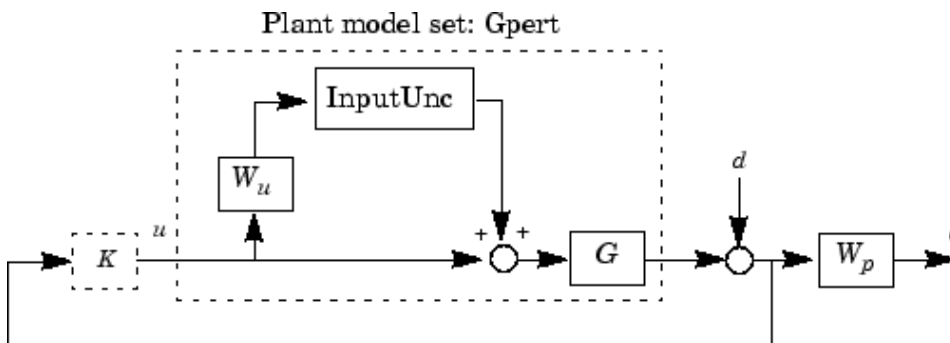 Plant model set: Gpert
InputUnc
W_u
d
u
+ +
K
G
W_p